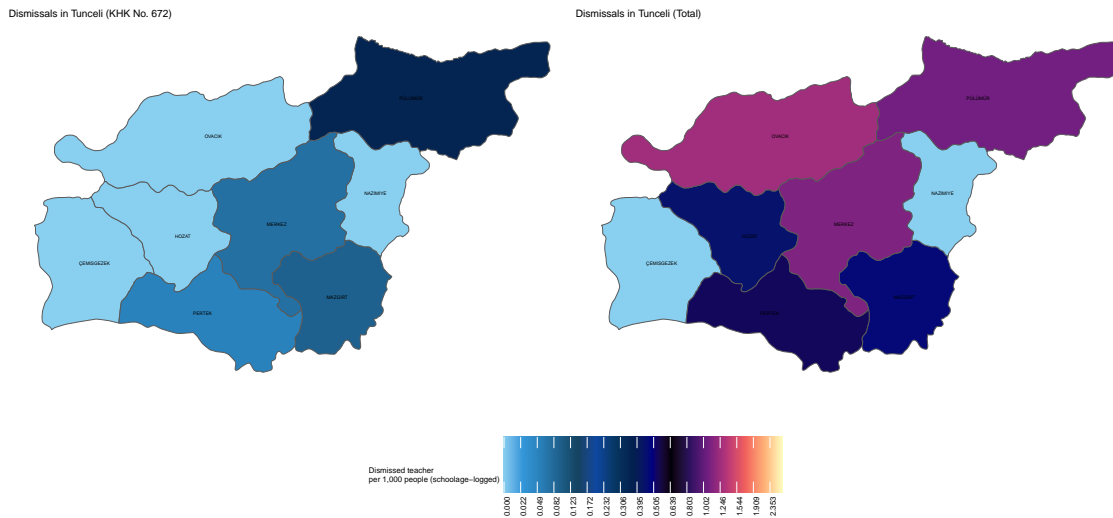 Dismissals in Tunceli (KHK No. 672)
Dismissals in Tunceli (Total)
PÜLÜMÜR
PÜLÜMÜR
OVACIK
OVACIK
NAZIMIYE
NAZIMIYE
MERKEZ
MERKEZ
HOZAT
HOZAT
ÇEMISGEZEK
ÇEMISGEZEK
MAZGIRT
MAZGIRT
PERTEK
PERTEK
Dismissed teacher
per 1,000 people (schoolage−logged)
0.000
0.022
0.049
0.082
0.123
0.172
0.232
0.306
0.395
0.505
0.639
0.803
1.002
1.246
1.544
1.909
2.353